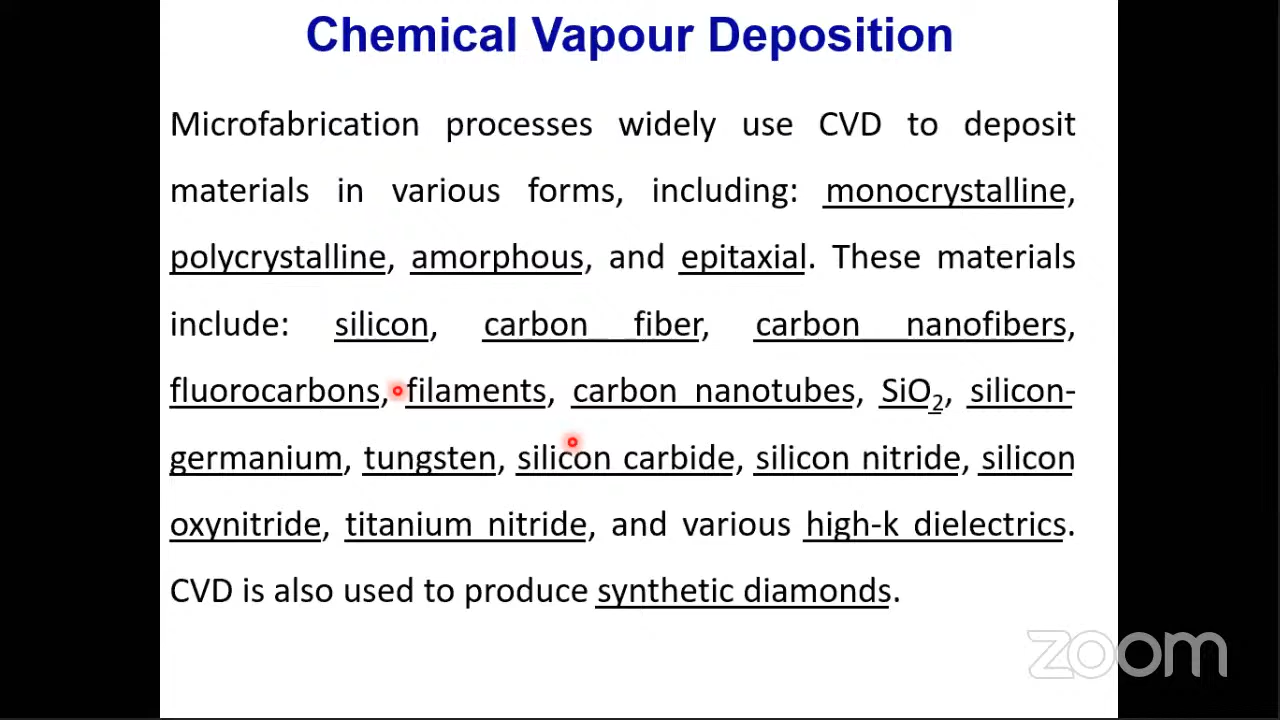 Chemical Vapour Deposition
Microfabrication processes widely use CVD to deposit
materials in various forms, including: monocrystalline,
polycrystalline, amorphous, and epitaxial. These materials
include: silicon, carbon fiber, carbon nanofibers,
fluorocarbons, filaments, carbon nanotubes, SiO₂, silicon-
germanium, tungsten, silicon carbide, silicon nitride, silicon
oxynitride, titanium nitride, and various high-k dielectrics.
CVD is also used to produce synthetic diamonds.
zoom